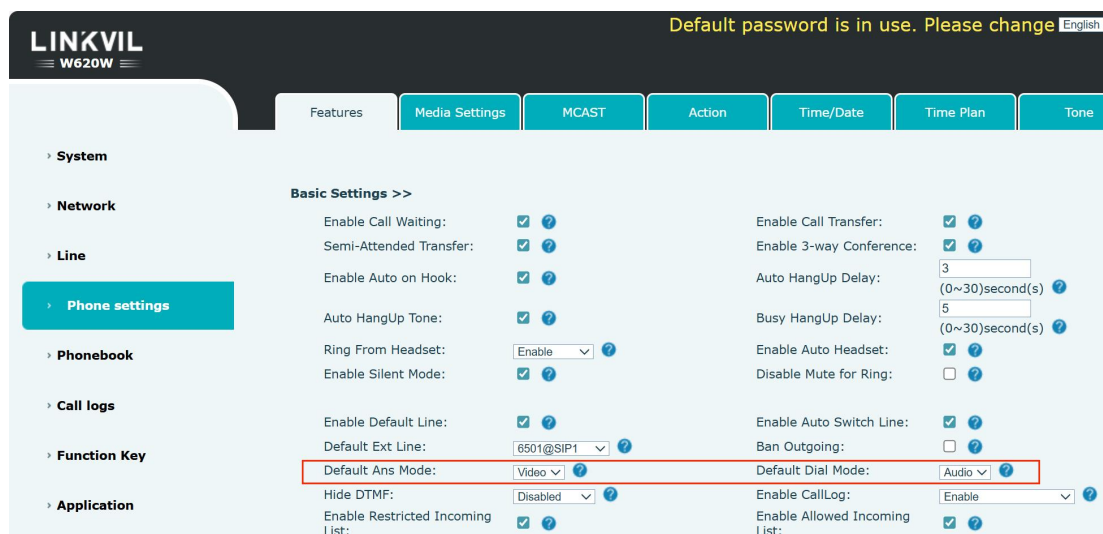 Default password is in use. Please change English
LINKVIL
W620W
Features Media Settings MCAST Action Time/Date Time Plan Tone
System
Network
Line
Phone settings
Phonebook
Call logs
Function Key
Application
Basic Settings >>
Enable Call Waiting: Enable Call Transfer:
Semi-Attended Transfer: Enable 3-way Conference:
Enable Auto on Hook: Auto HangUp Delay: 3
(0~30)second(s)
Auto HangUp Tone: Busy HangUp Delay: 5
(0~30)second(s)
Ring From Headset: Enable Enable Auto Headset:
Enable Silent Mode: Disable Mute for Ring:
Enable Default Line: Enable Auto Switch Line:
Default Ext Line: 6501@SIP1 Ban Outgoing:
Default Ans Mode: Video Default Dial Mode: Audio
Hide DTMF: Disabled Enable CallLog: Enable
Enable Restricted Incoming List: Enable Allowed Incoming List: